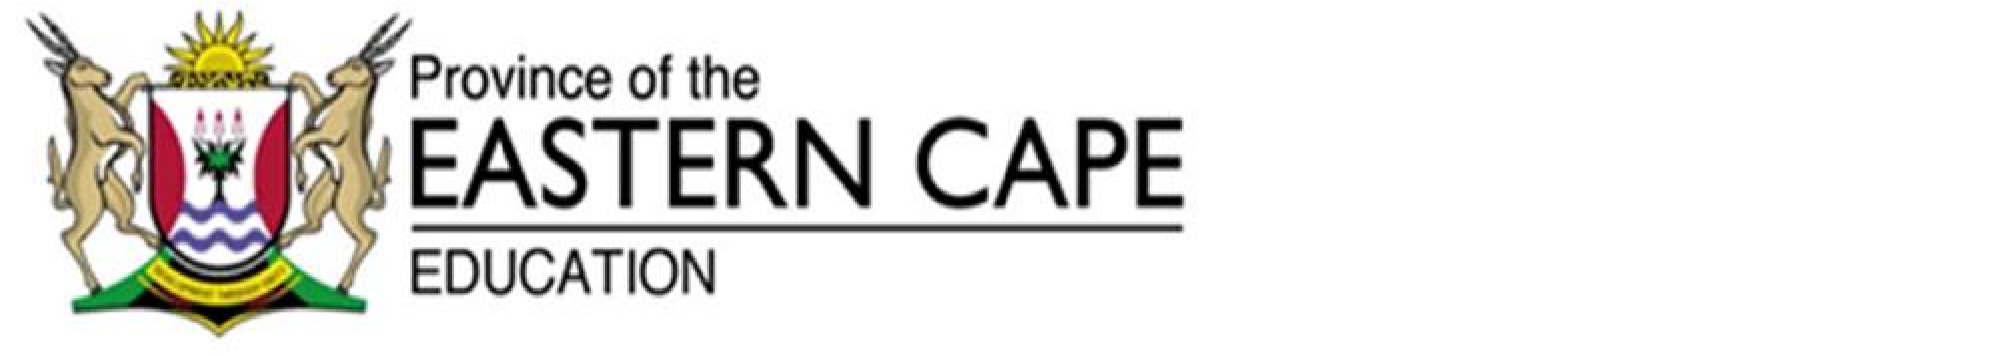 Province of the
EASTERN CAPE
EDUCATION